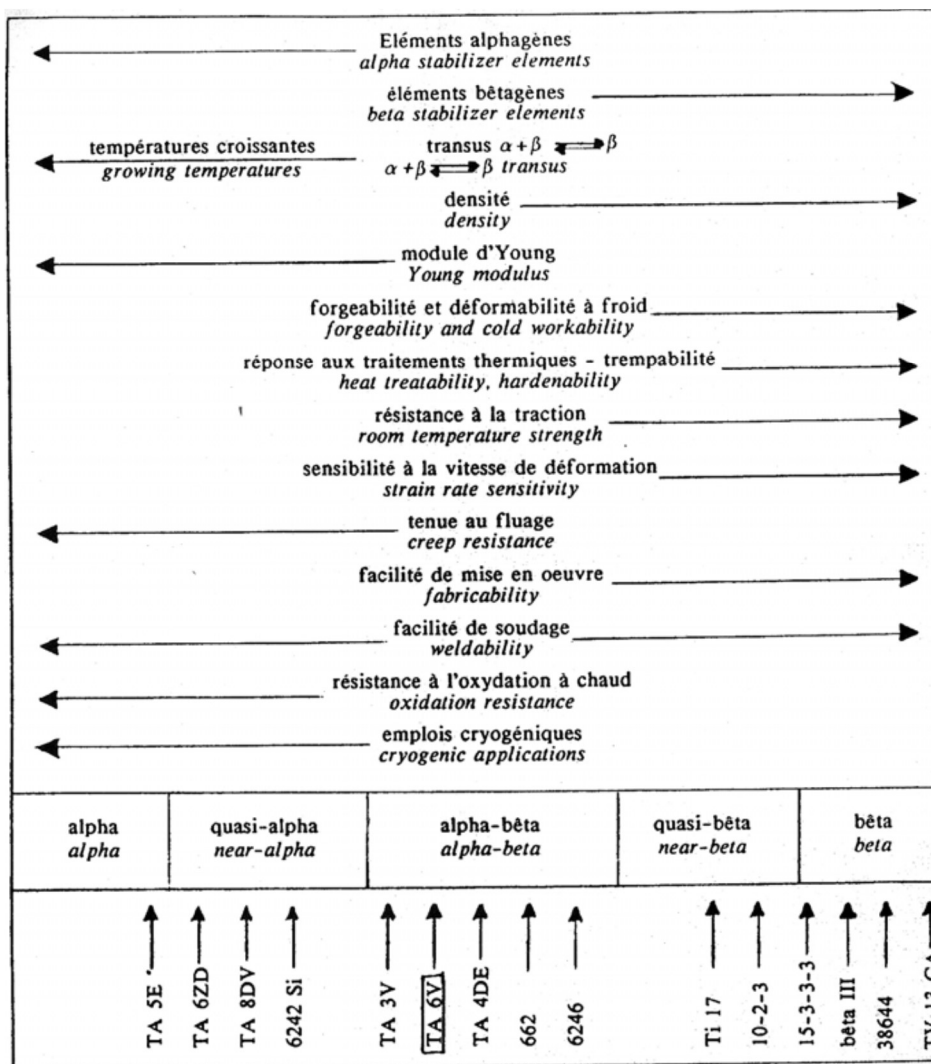 Eléments alphagènes
alpha stabilizer elements
éléments bêtagènes
beta stabilizer elements
températures croissantes
growing temperatures
transus α+β ⇌ β
α+β ⇌ β transus
densité
density
module d'Young
Young modulus
forgeabilité et déformabilité à froid
forgeability and cold workability
réponse aux traitements thermiques - trempabilité
heat treatability, hardenability
résistance à la traction
room temperature strength
sensibilité à la vitesse de déformation
strain rate sensitivity
tenue au fluage
creep resistance
facilité de mise en oeuvre
fabricability
facilité de soudage
weldability
résistance à l'oxydation à chaud
oxidation resistance
emplois cryogéniques
cryogenic applications
alpha
alpha
quasi-alpha
near-alpha
alpha-bêta
alpha-beta
quasi-bêta
near-beta
bêta
beta
TA 5E
TA 6ZD
TA 8DV
6242 Si
TA 3V
TA 6V
TA 4DE
662
6246
Ti 17
10-2-3
15-3-3-3
bêta III
38644